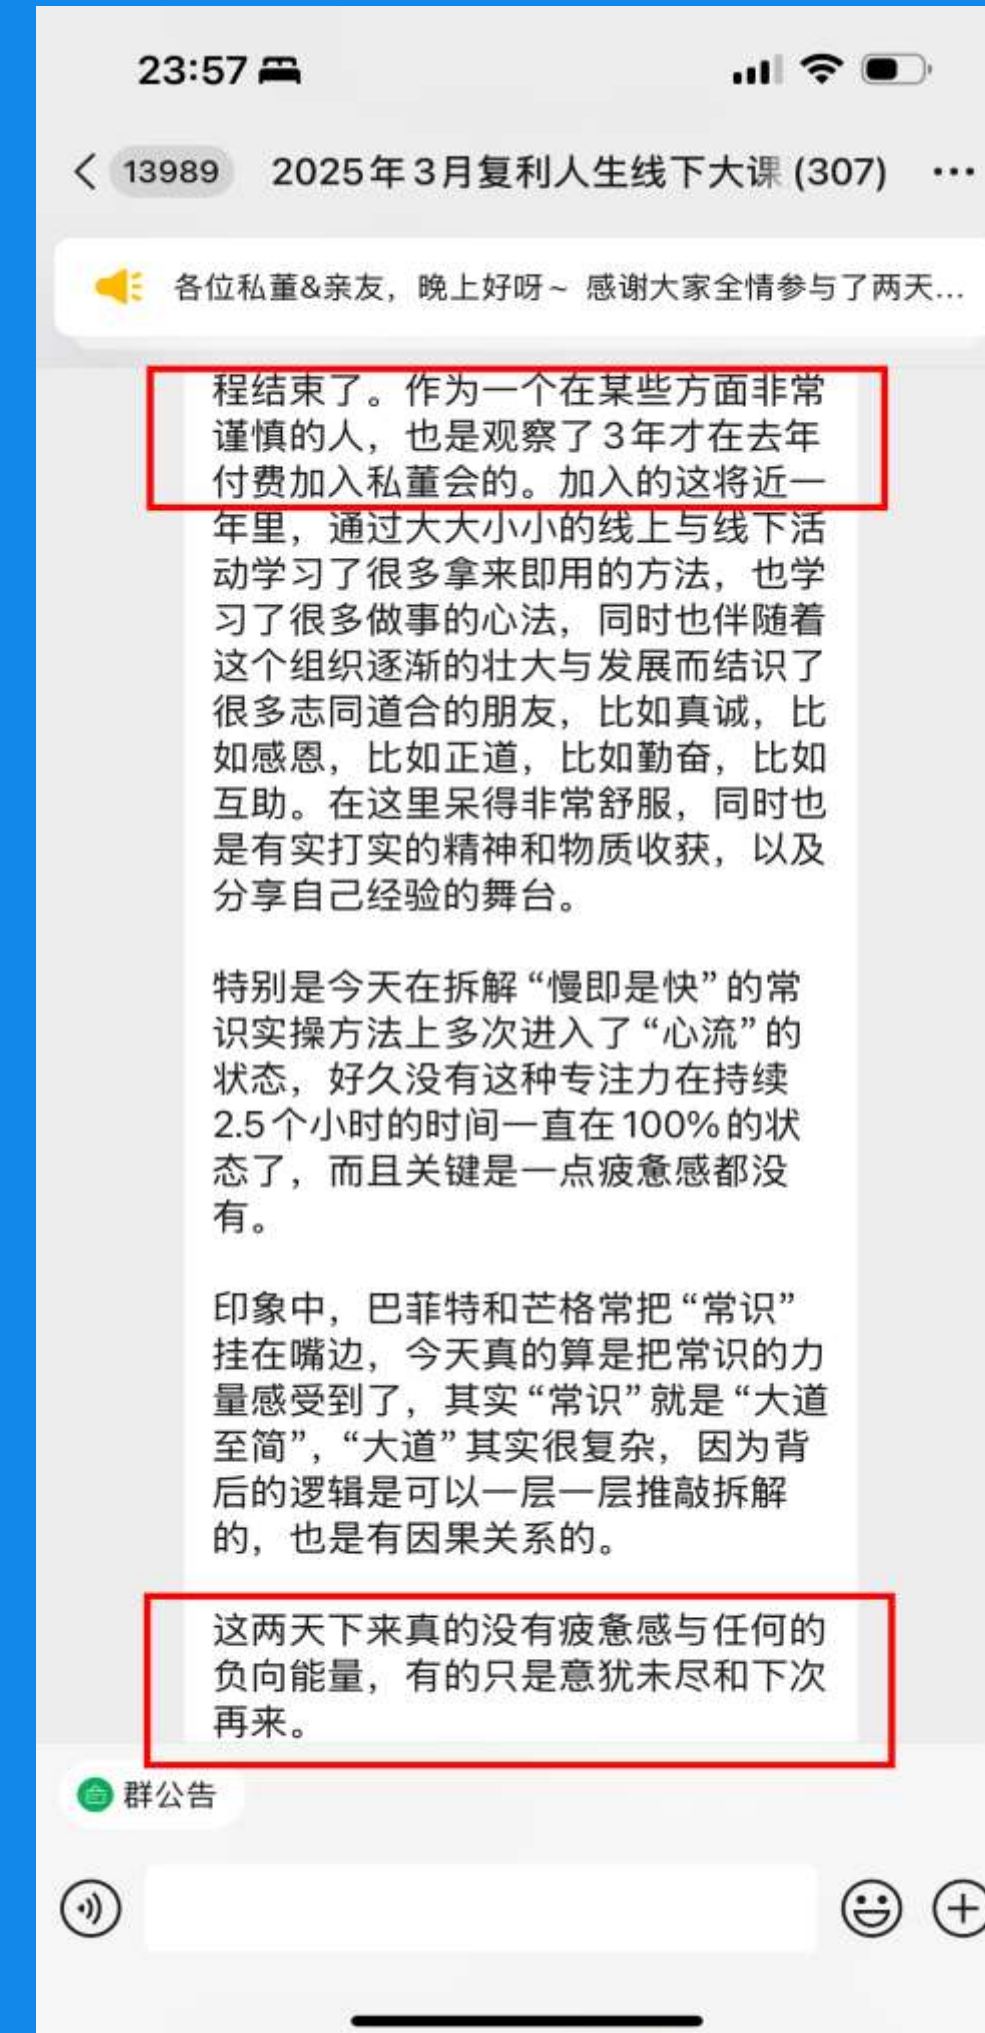 23:57
13989 2025年3月复利人生线下大课 (307) ...
各位私董&亲友，晚上好呀~ 感谢大家全情参与了两天...
程结束了。作为一个在某些方面非常
谨慎的人，也是观察了3年才在去年
付费加入私董会的。加入的这将近一
年里，通过大大小小的线上与线下活
动学习了很多拿来即用的方法，也学
习了很多做事的心法，同时也伴随着
这个组织逐渐的壮大与发展而结识了
很多志同道合的朋友，比如真诚，比
如感恩，比如正道，比如勤奋，比如
互助。在这里呆得非常舒服，同时也
是有实打实的精神和物质收获，以及
分享自己经验的舞台。
特别是今天在拆解“慢即是快”的常
识实操方法上多次进入了“心流”的
状态，好久没有这种专注力在持续
2.5个小时的时间一直在100%的状
态了，而且关键是一点疲惫感都没
有。
印象中，巴菲特和芒格常把“常识”
挂在嘴边，今天真的算是把常识的力
量感受到了，其实“常识”就是“大道
至简”，“大道”其实很复杂，因为背
后的逻辑是可以一层一层推敲拆解
的，也是有因果关系的。
这两天下来真的没有疲惫感与任何的
负向能量，有的只是意犹未尽和下次
再来。
群公告